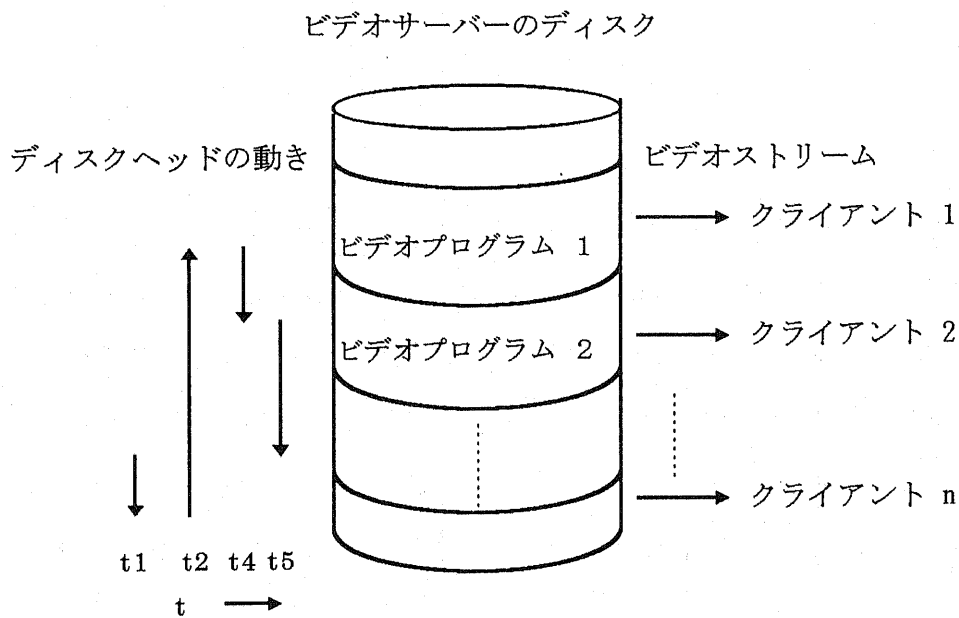 ビデオサーバーのディスク
ディスクヘッドの動き
ビデオストリーム
クライアント 1
ビデオプログラム 1
クライアント 2
ビデオプログラム 2
クライアント n
t1 t2 t4 t5
t